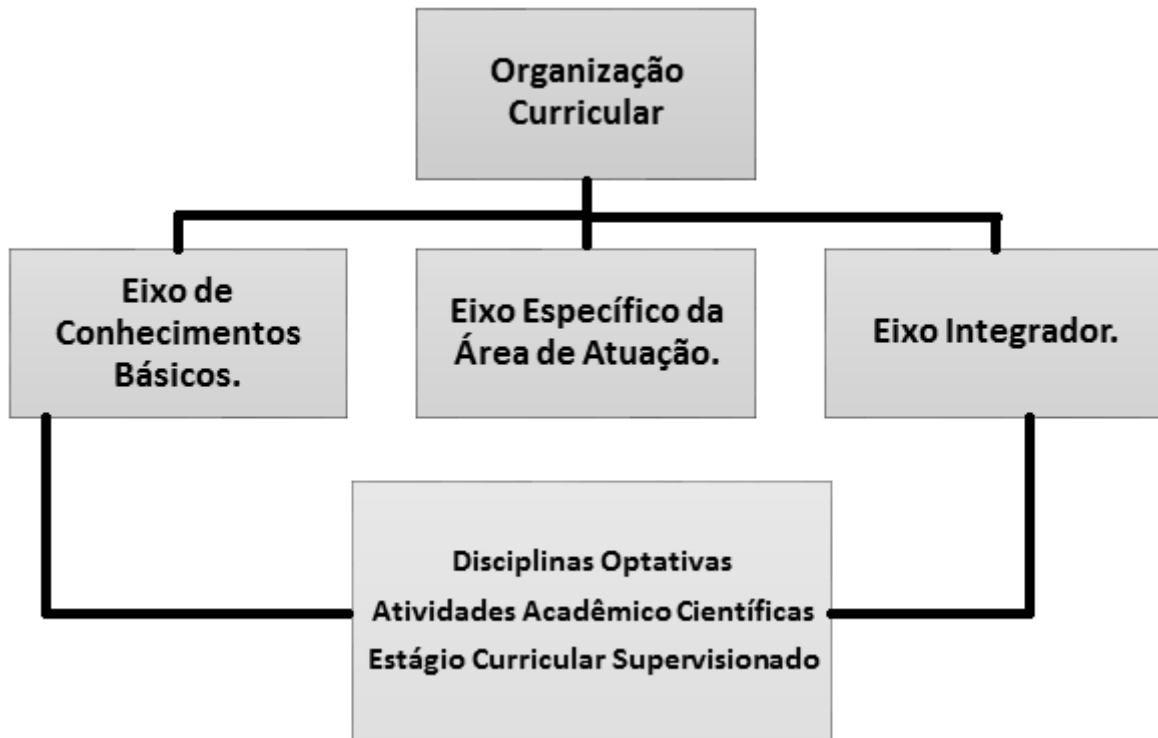 Organização
Curricular
Eixo de
Conhecimentos
Básicos.
Eixo Específico da
Área de Atuação.
Eixo Integrador.
Disciplinas Optativas
Atividades Acadêmico Científicas
Estágio Curricular Supervisionado